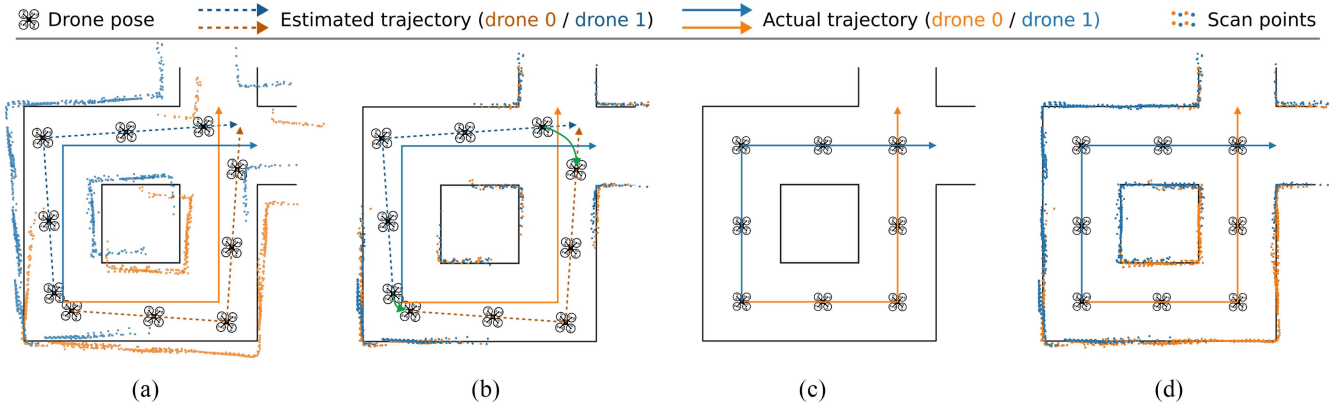 Drone pose Estimated trajectory (drone 0 / drone 1) Actual trajectory (drone 0 / drone 1) Scan points
(a) (b) (c) (d)